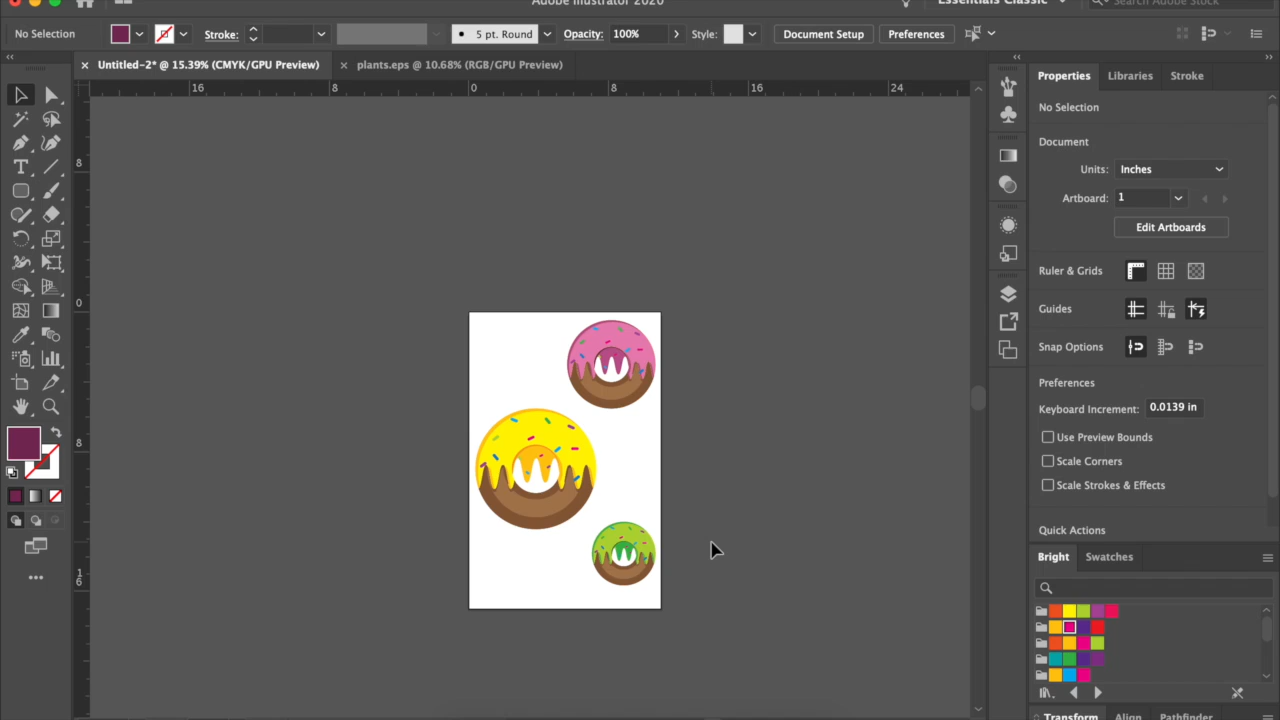 Adobe Illustrator 2020
Essentials Classic
Search Adobe Stock
No Selection
Stroke:
5 pt. Round
Opacity:
100%
Style:
Document Setup
Preferences
Untitled-2* @ 15.39% (CMYK/GPU Preview)
plants.eps @ 10.68% (RGB/GPU Preview)
16
8
0
8
16
24
8
0
8
1
6
Properties
Libraries
Stroke
No Selection
Document
Units:
Inches
Artboard:
1
Edit Artboards
Ruler & Grids
Guides
Snap Options
Preferences
Keyboard Increment:
0.0139 in
Use Preview Bounds
Scale Corners
Scale Strokes & Effects
Quick Actions
Bright
Swatches
Transform
Align
Pathfinder